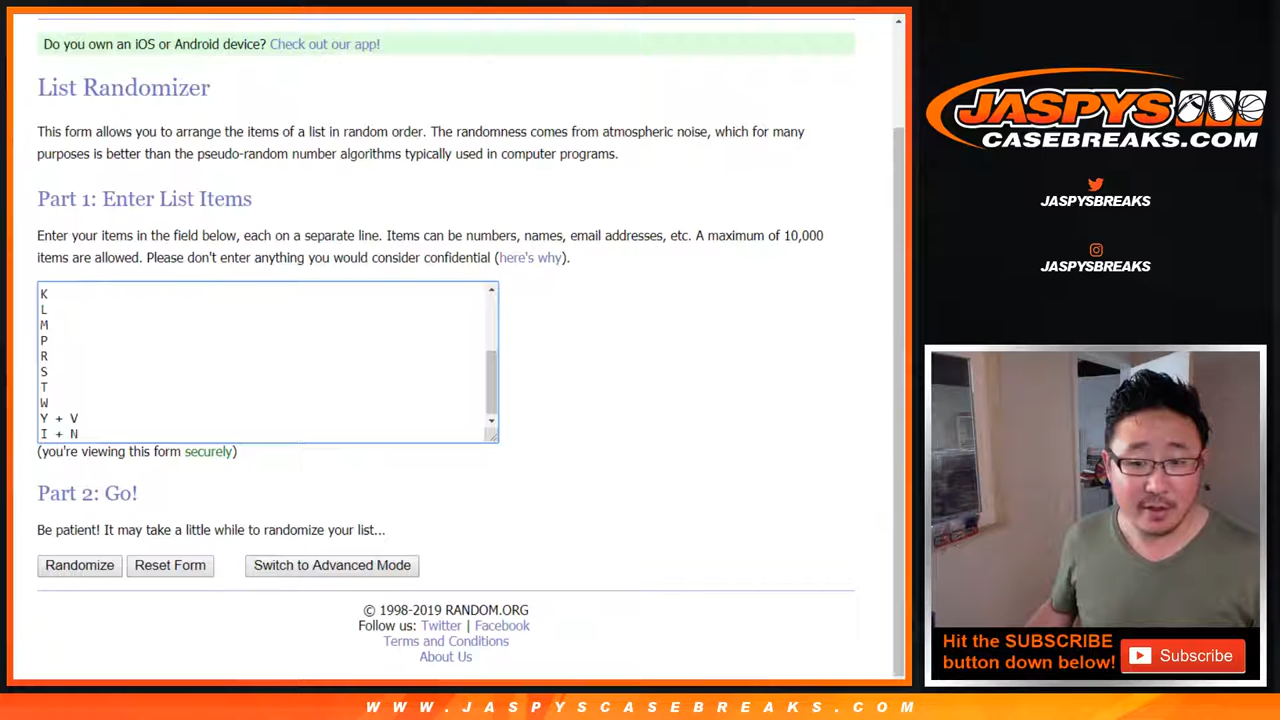 Do you own an iOS or Android device? Check out our app!
List Randomizer
This form allows you to arrange the items of a list in random order. The randomness comes from atmospheric noise, which for many
purposes is better than the pseudo-random number algorithms typically used in computer programs.
Part 1: Enter List Items
Enter your items in the field below, each on a separate line. Items can be numbers, names, email addresses, etc. A maximum of 10,000
items are allowed. Please don't enter anything you would consider confidential (here's why).
K
L
M
P
R
S
T
W
Y + V
I + N
(you're viewing this form securely)
Part 2: Go!
Be patient! It may take a little while to randomize your list...
Randomize
Reset Form
Switch to Advanced Mode
© 1998-2019 RANDOM.ORG
Follow us: Twitter | Facebook
Terms and Conditions
About Us
JASPYS
CASEBREAKS.COM
JASPYSBREAKS
JASPYSBREAKS
Hit the SUBSCRIBE
button down below!
Subscribe
WWW.JASPYSCASEBREAKS.COM